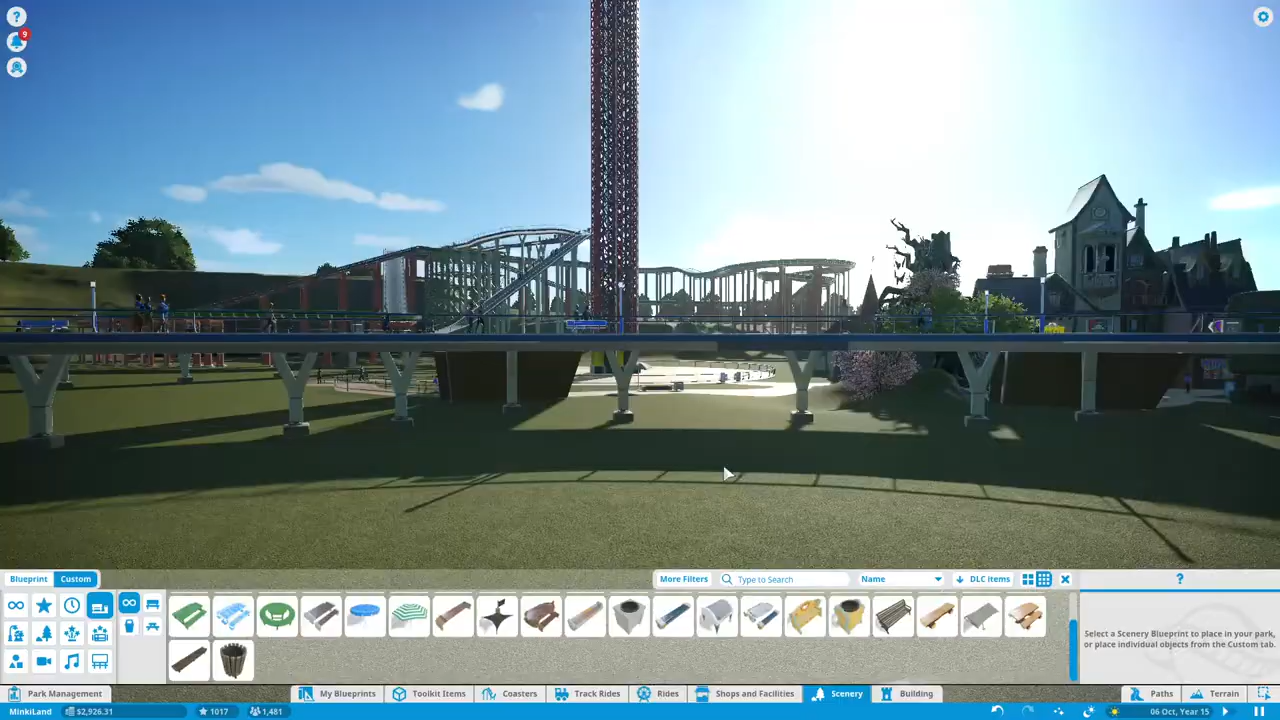 ?
9
Blueprint
Custom
More Filters
Type to Search
Name
DLC items
?
Select a Scenery Blueprint to place in your park,
or place individual objects from the Custom tab.
Park Management
My Blueprints
Toolkit Items
Coasters
Track Rides
Rides
Shops and Facilities
Scenery
Building
Paths
Terrain
MinkiLand
$2,926.31
1017
1,481
06 Oct, Year 15